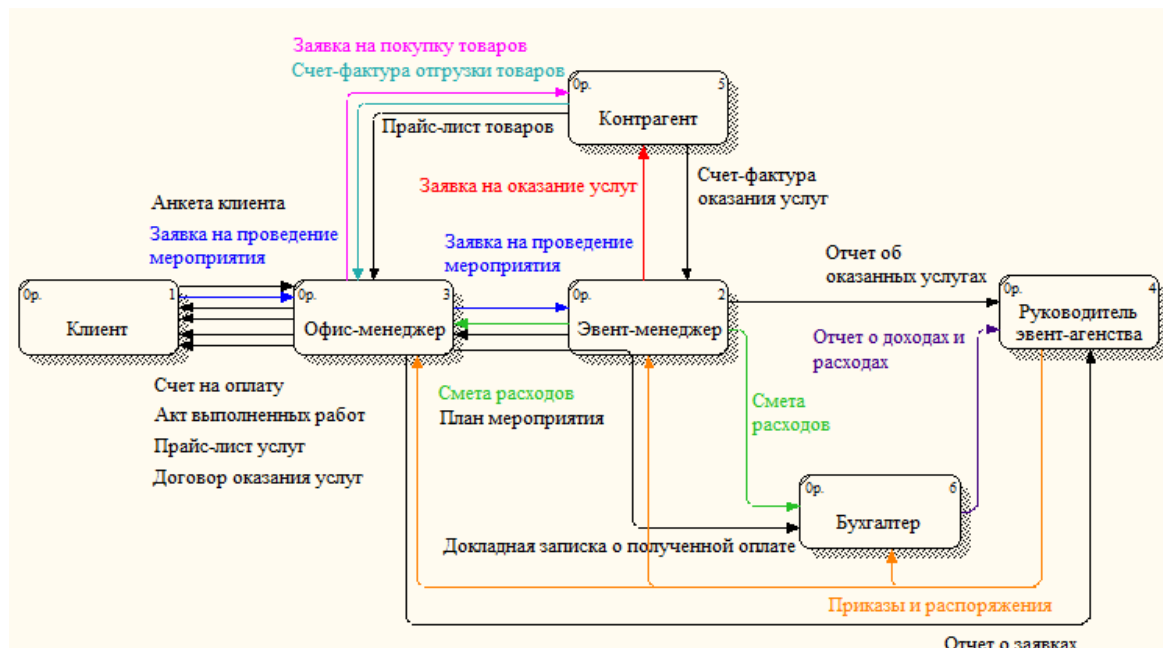 Заявка на покупку товаров
Счет-фактура отгрузки товаров
0р.
5
Контрагент
Прайс-лист товаров
Заявка на оказание услуг
Счет-фактура
оказания услуг
Анкета клиента
Заявка на проведение
мероприятия
Заявка на проведение
мероприятия
Отчет об
оказанных услугах
0р.
1
Клиент
0р.
3
Офис-менеджер
0р.
2
Эвент-менеджер
0р.
4
Руководитель
эвент-агенства
Отчет о доходах и
расходах
Счет на оплату
Акт выполненных работ
Прайс-лист услуг
Договор оказания услуг
Смета расходов
План мероприятия
Смета
расходов
0р.
6
Бухгалтер
Докладная записка о полученной оплате
Приказы и распоряжения
Отчет о заявках